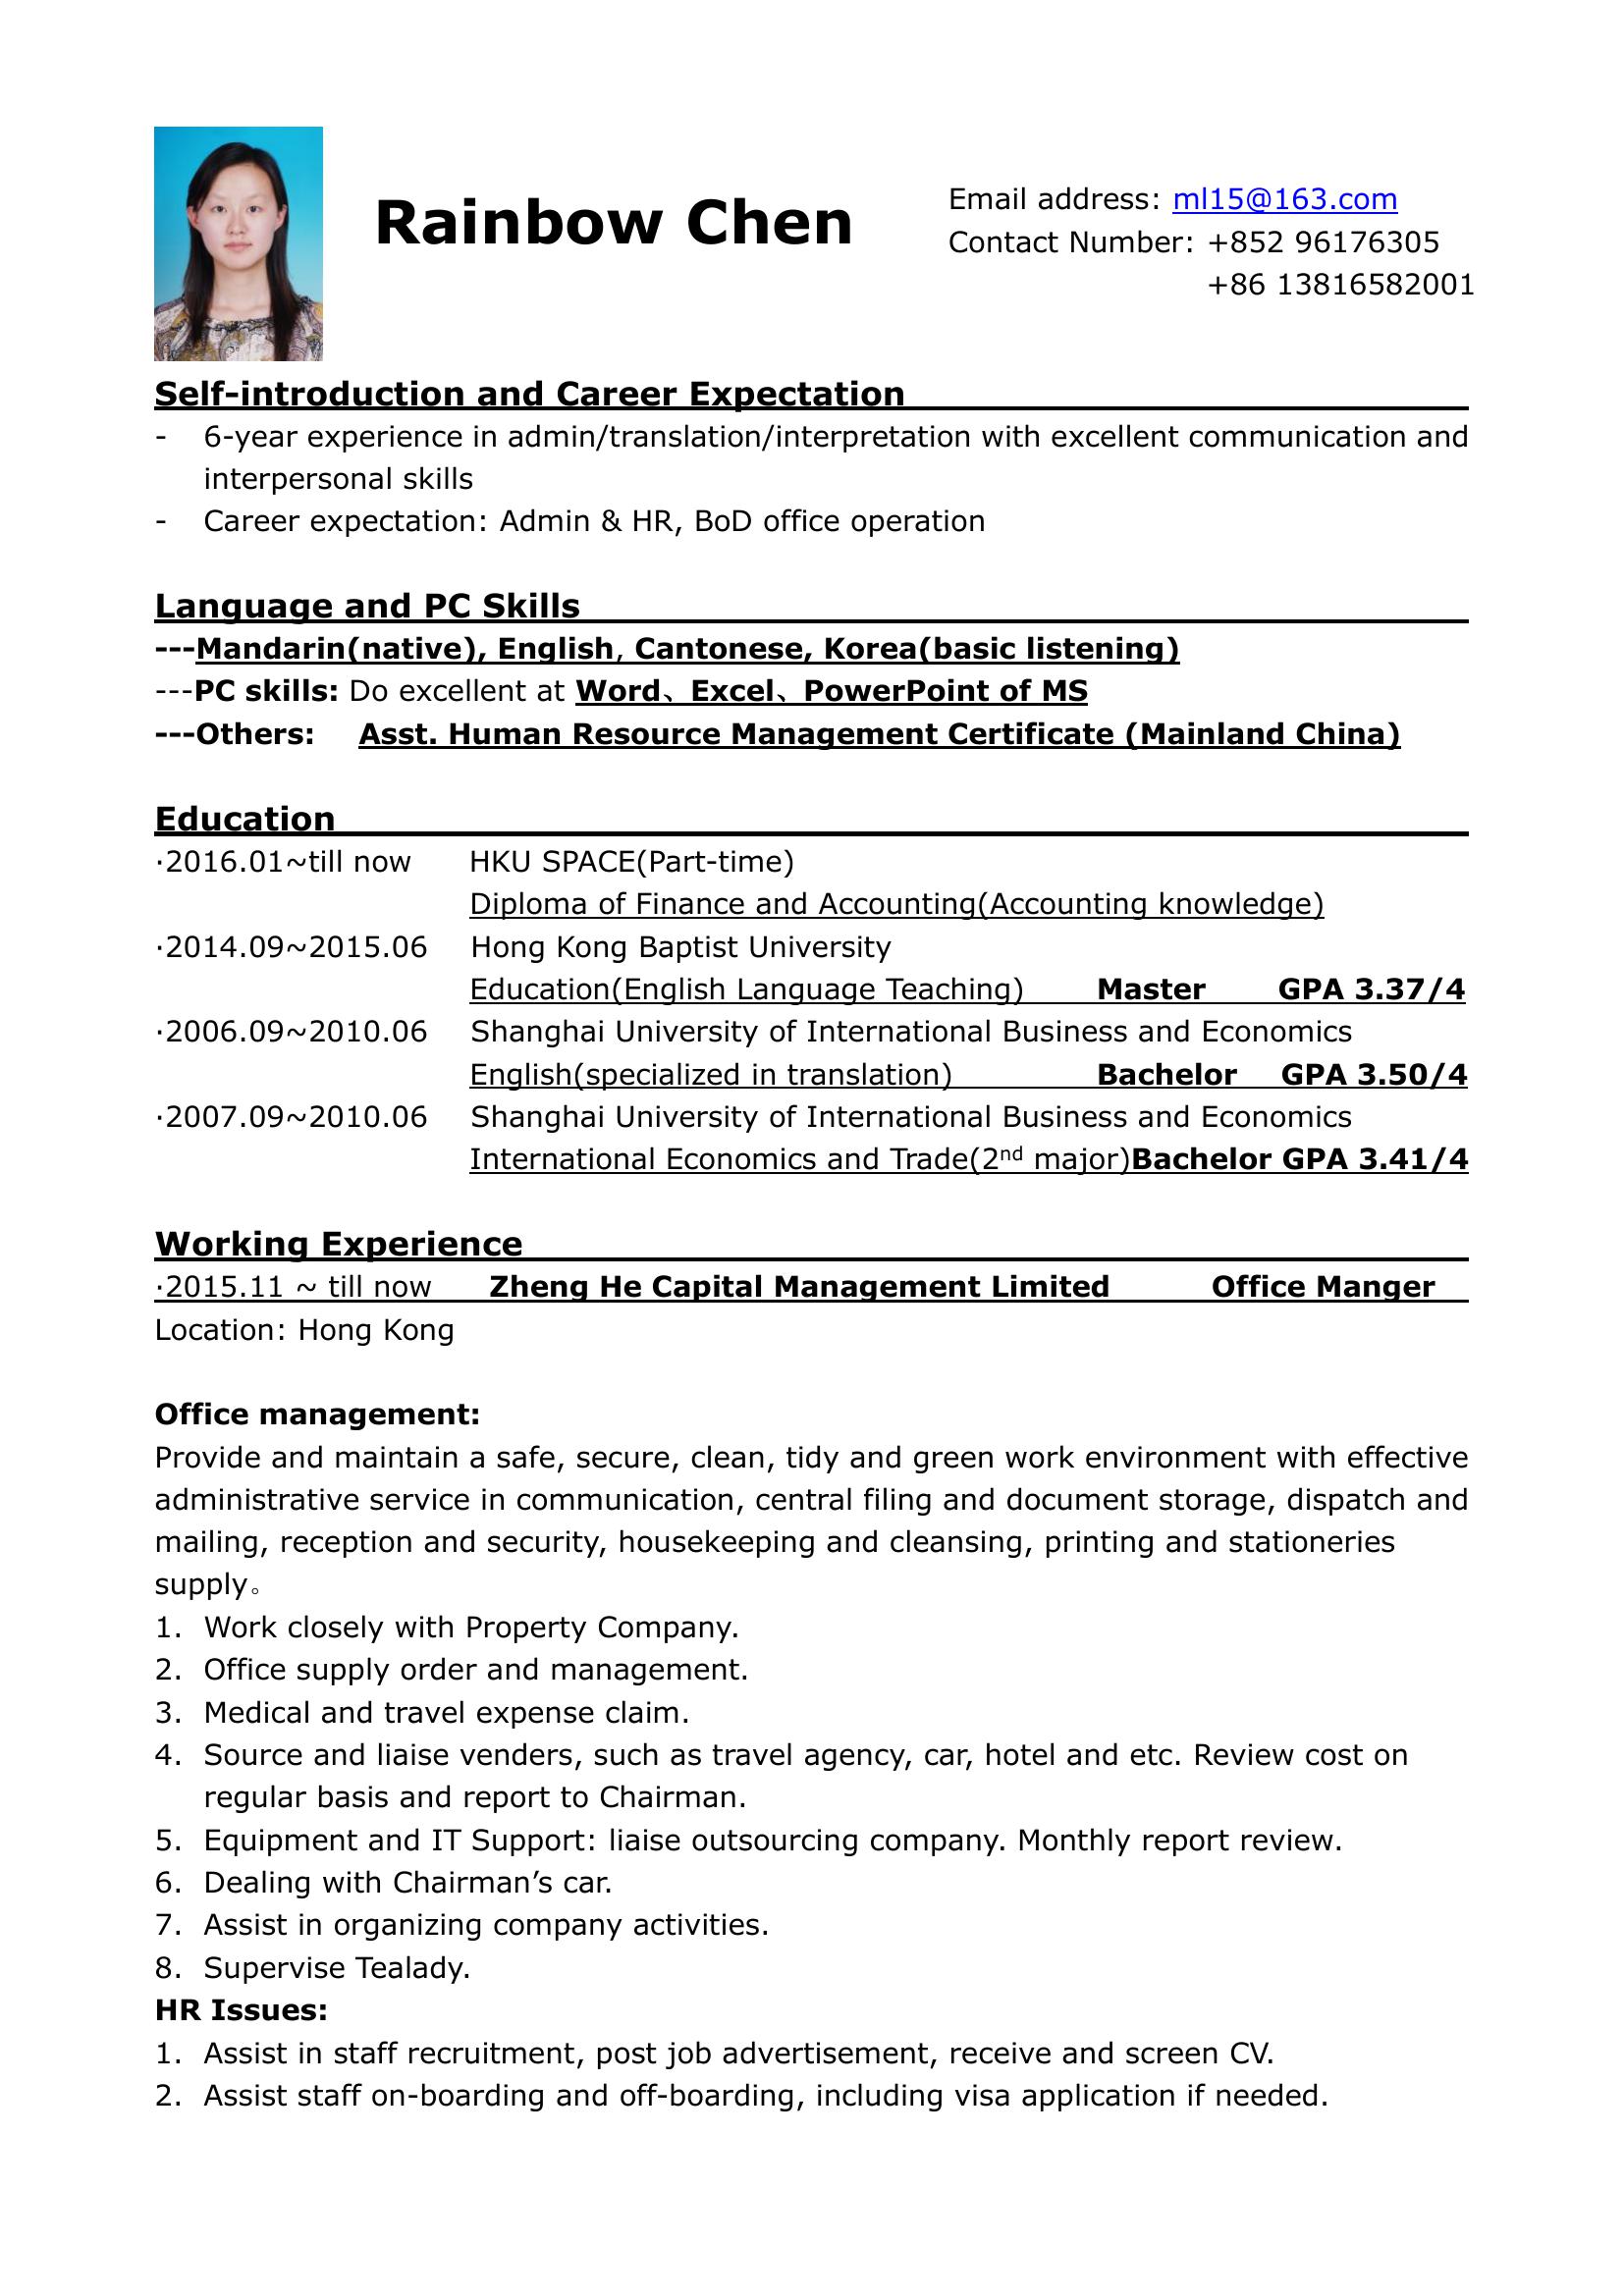 Rainbow Chen
Email address: ml15@163.com
Contact Number: +852 96176305
+86 13816582001
Self-introduction and Career Expectation
- 6-year experience in admin/translation/interpretation with excellent communication and
interpersonal skills
- Career expectation: Admin & HR, BoD office operation
Language and PC Skills
---Mandarin(native), English, Cantonese, Korea(basic listening)
---PC skills: Do excellent at Word、Excel、PowerPoint of MS
---Others: Asst. Human Resource Management Certificate (Mainland China)
Education
·2016.01~till now HKU SPACE(Part-time)
Diploma of Finance and Accounting(Accounting knowledge)
·2014.09~2015.06 Hong Kong Baptist University
Education(English Language Teaching) Master GPA 3.37/4
·2006.09~2010.06 Shanghai University of International Business and Economics
English(specialized in translation) Bachelor GPA 3.50/4
·2007.09~2010.06 Shanghai University of International Business and Economics
International Economics and Trade(2nd major)Bachelor GPA 3.41/4
Working Experience
·2015.11 ~ till now Zheng He Capital Management Limited Office Manger
Location: Hong Kong
Office management:
Provide and maintain a safe, secure, clean, tidy and green work environment with effective
administrative service in communication, central filing and document storage, dispatch and
mailing, reception and security, housekeeping and cleansing, printing and stationeries
supply。
1. Work closely with Property Company.
2. Office supply order and management.
3. Medical and travel expense claim.
4. Source and liaise venders, such as travel agency, car, hotel and etc. Review cost on
regular basis and report to Chairman.
5. Equipment and IT Support: liaise outsourcing company. Monthly report review.
6. Dealing with Chairman’s car.
7. Assist in organizing company activities.
8. Supervise Tealady.
HR Issues:
1. Assist in staff recruitment, post job advertisement, receive and screen CV.
2. Assist staff on-boarding and off-boarding, including visa application if needed.